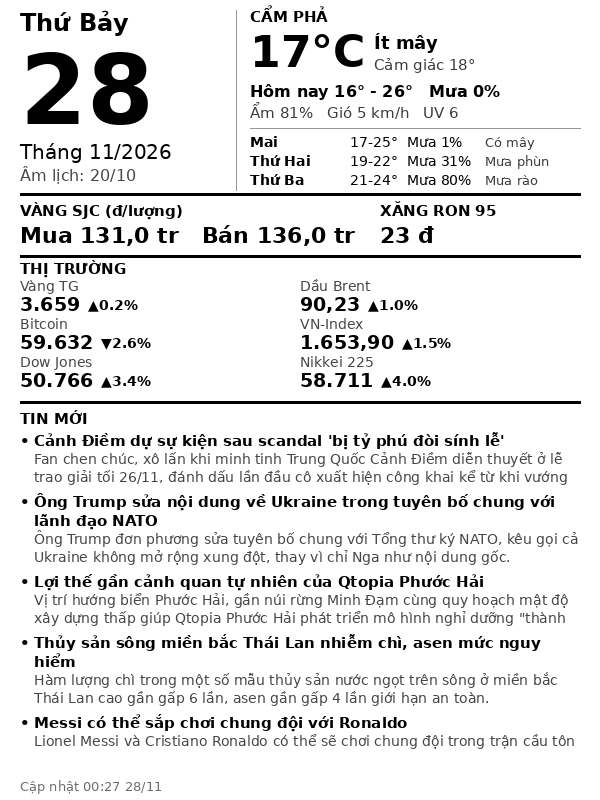 Thứ Bảy
28
Tháng 11/2026
Âm lịch: 20/10
CẨM PHẢ
17°C Ít mây
Cảm giác 18°
Hôm nay 16° - 26° Mưa 0%
Ẩm 81% Gió 5 km/h UV 6
Mai 17-25° Mưa 1% Có mây
Thứ Hai 19-22° Mưa 31% Mưa phùn
Thứ Ba 21-24° Mưa 80% Mưa rào
VÀNG SJC (đ/lượng) XĂNG RON 95
Mua 131,0 tr Bán 136,0 tr 23 đ
THỊ TRƯỜNG
Vàng TG Dầu Brent
3.659 ▲0.2% 90,23 ▲1.0%
Bitcoin VN-Index
59.632 ▼2.6% 1.653,90 ▲1.5%
Dow Jones Nikkei 225
50.766 ▲3.4% 58.711 ▲4.0%
TIN MỚI
• Cảnh Điềm dự sự kiện sau scandal 'bị tỷ phú đòi sính lễ'
Fan chen chúc, xô lấn khi minh tinh Trung Quốc Cảnh Điềm diễn thuyết ở lễ
trao giải tối 26/11, đánh dấu lần đầu cô xuất hiện công khai kể từ khi vướng
• Ông Trump sửa nội dung về Ukraine trong tuyên bố chung với
lãnh đạo NATO
Ông Trump đơn phương sửa tuyên bố chung với Tổng thư ký NATO, kêu gọi cả
Ukraine không mở rộng xung đột, thay vì chỉ Nga như nội dung gốc.
• Lợi thế gần cảnh quan tự nhiên của Qtopia Phước Hải
Vị trí hướng biển Phước Hải, gần núi rừng Minh Đạm cùng quy hoạch mật độ
xây dựng thấp giúp Qtopia Phước Hải phát triển mô hình nghỉ dưỡng "thành
• Thủy sản sông miền bắc Thái Lan nhiễm chì, asen mức nguy
hiểm
Hàm lượng chì trong một số mẫu thủy sản nước ngọt trên sông ở miền bắc
Thái Lan cao gần gấp 6 lần, asen gần gấp 4 lần giới hạn an toàn.
• Messi có thể sắp chơi chung đội với Ronaldo
Lionel Messi và Cristiano Ronaldo có thể sẽ chơi chung đội trong trận cầu tôn
Cập nhật 00:27 28/11